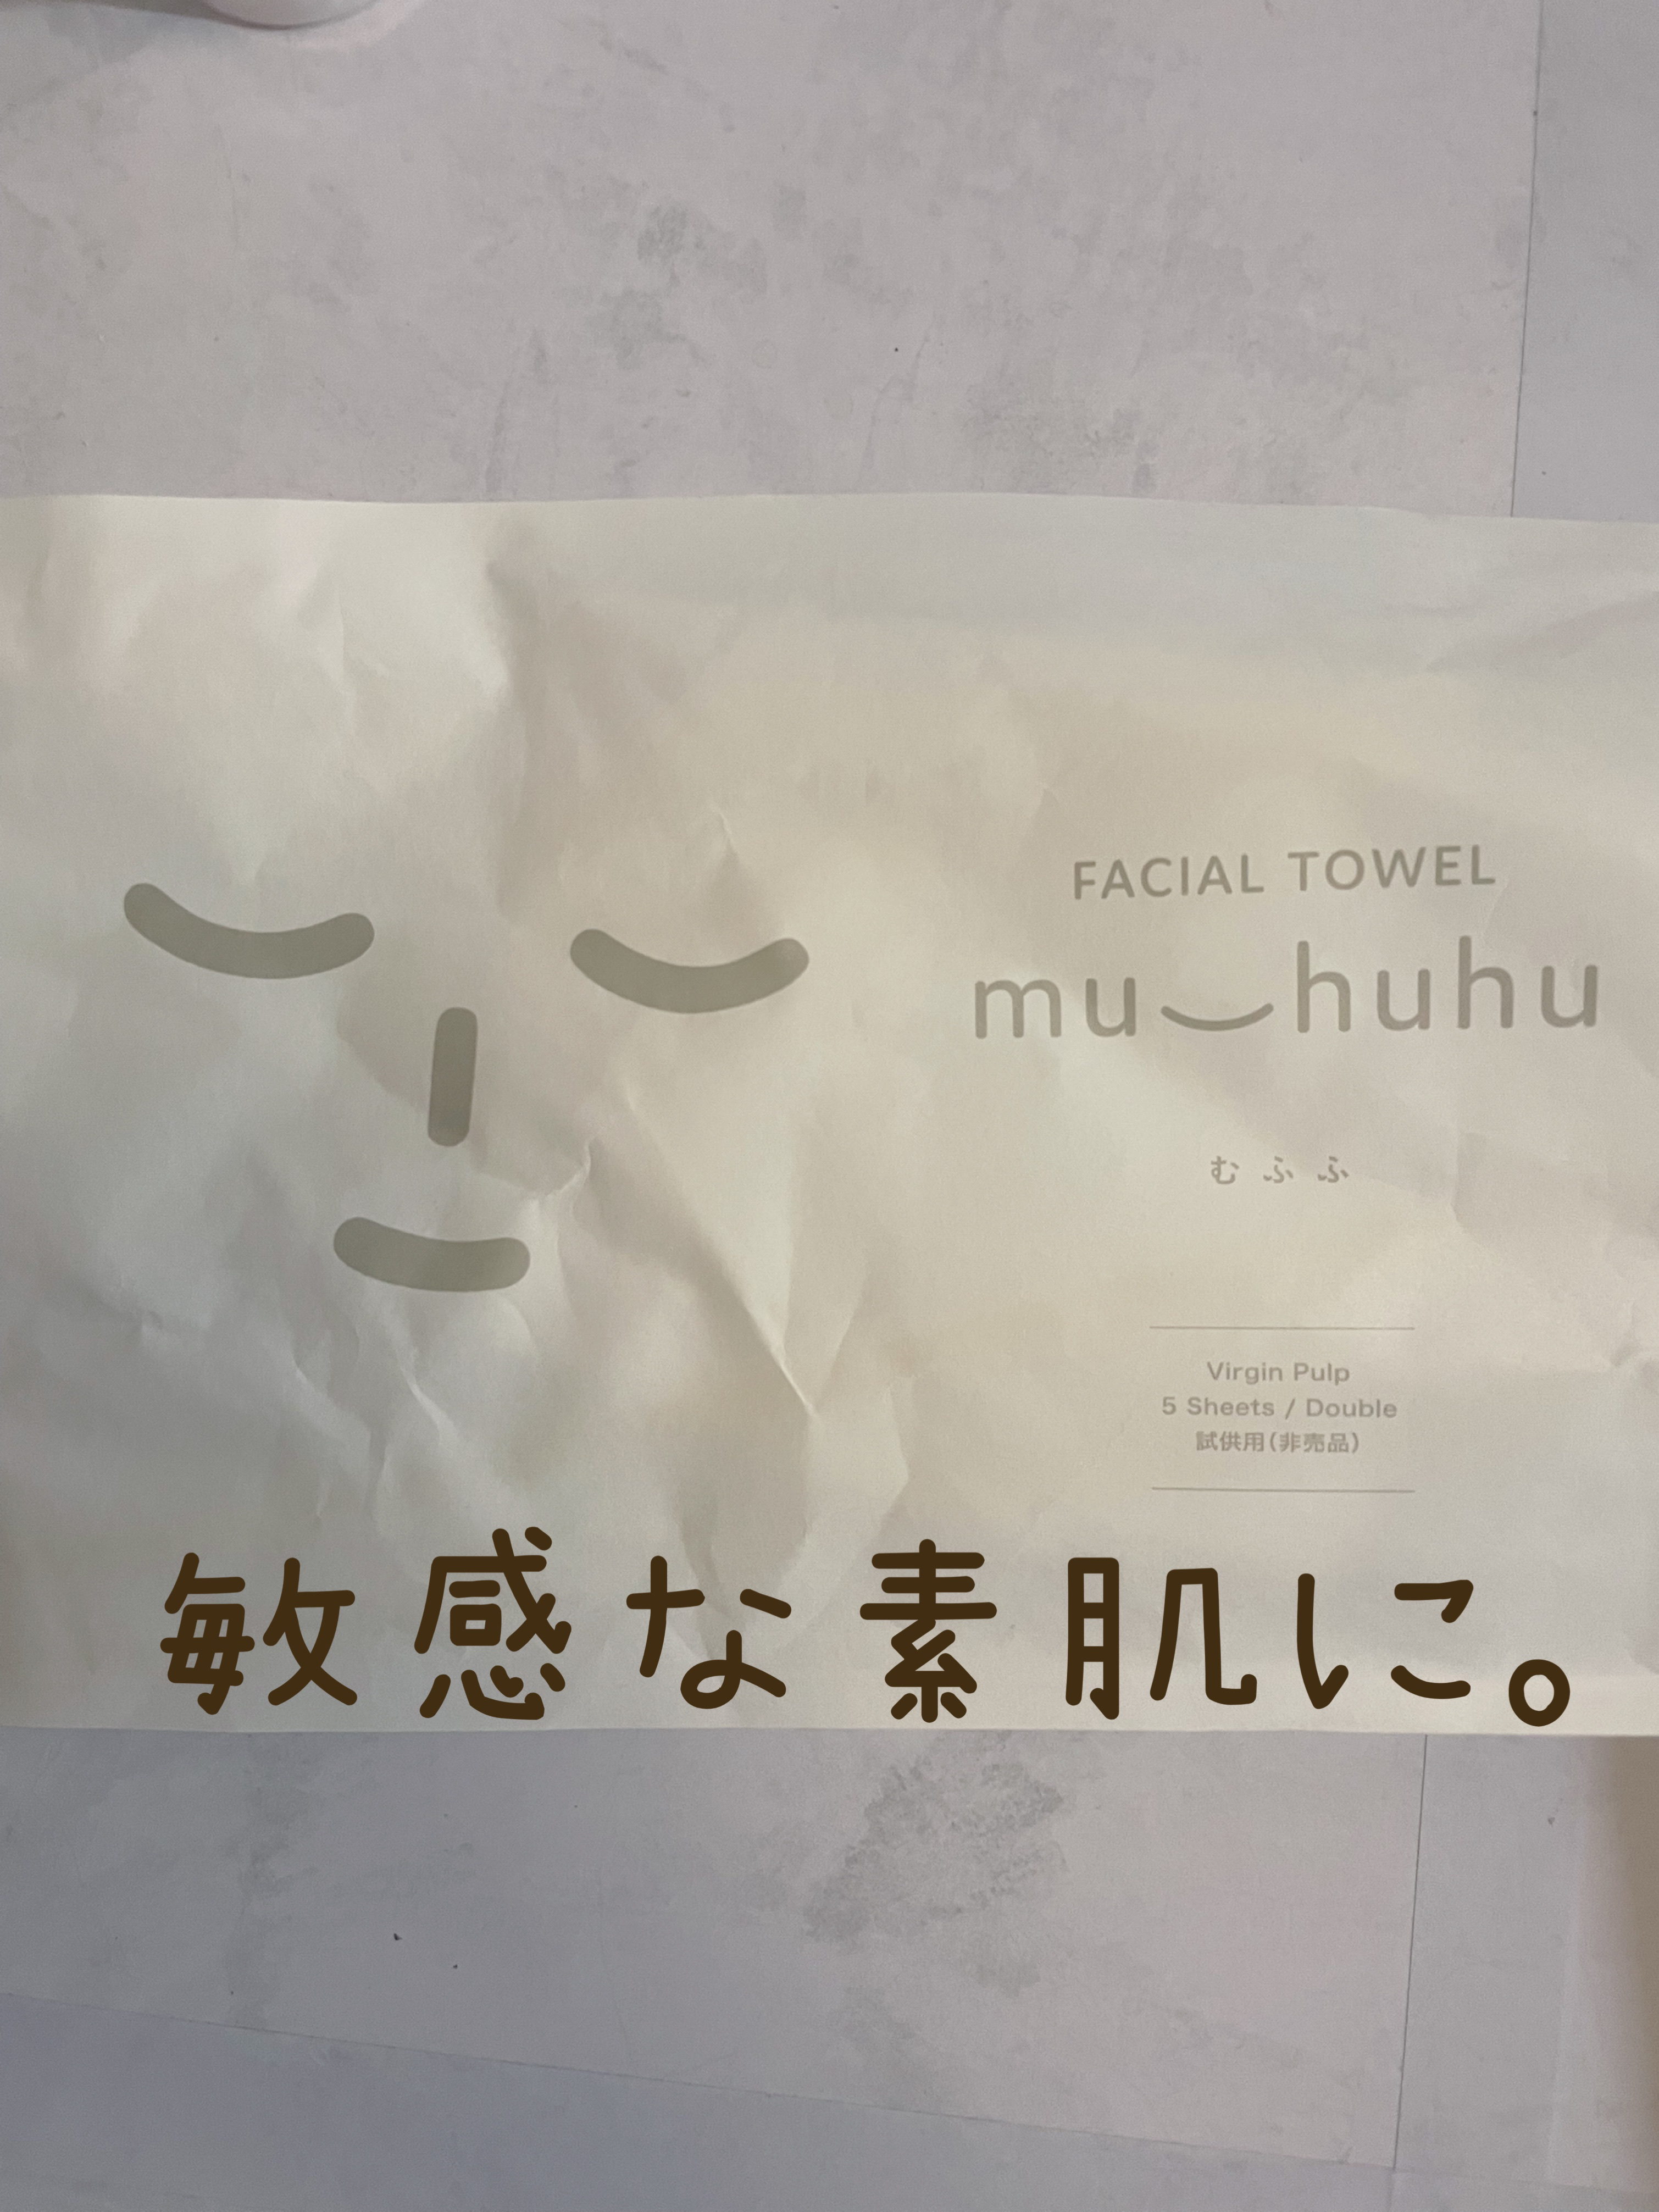 FACIAL TOWEL
mu huhu
むふふ
Virgin Pulp
5 Sheets / Double
試供用(非売品)
敏感な素肌に。